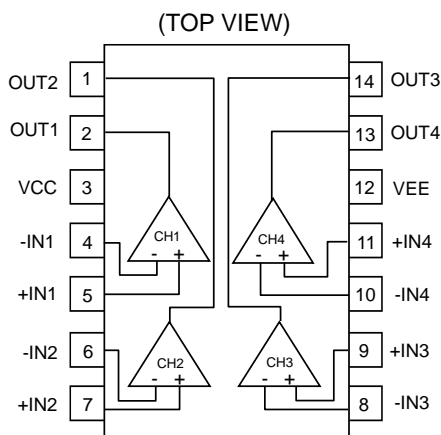 (TOP VIEW)
OUT2 1 14 OUT3
OUT1 2 13 OUT4
VCC 3 12 VEE
-IN1 4 CH1 - + CH4 - + 11 +IN4
+IN1 5 10 -IN4
-IN2 6 CH2 - + CH3 - + 9 +IN3
+IN2 7 8 -IN3